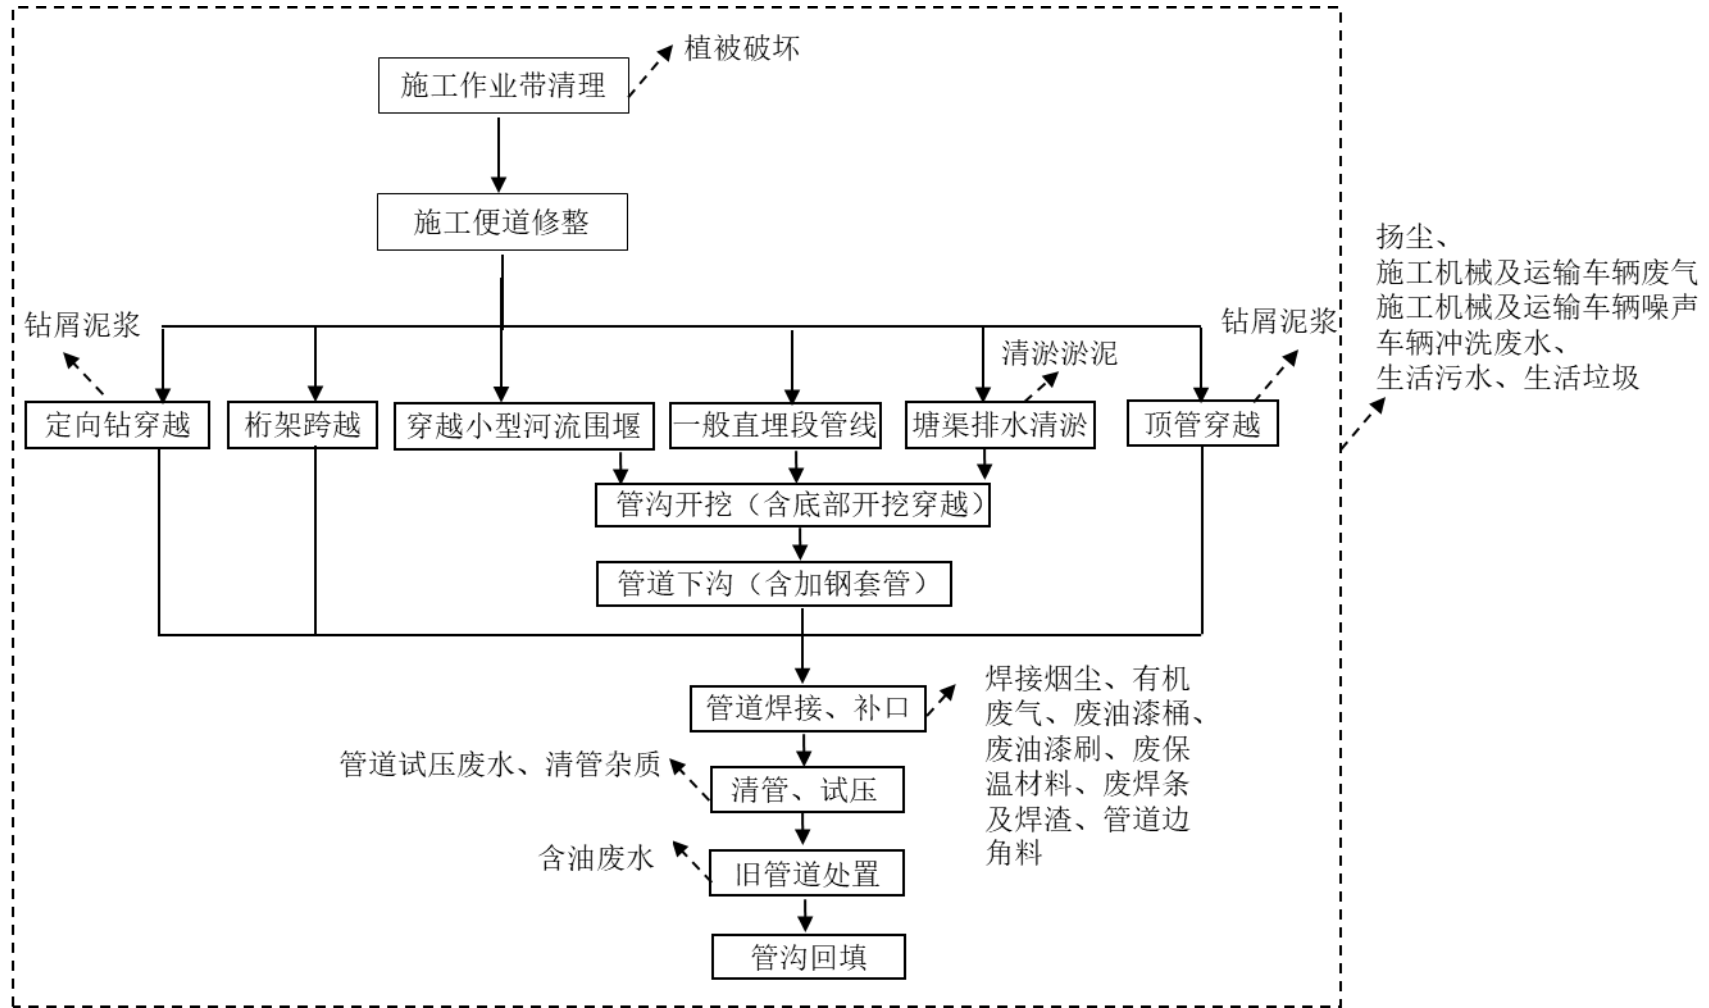 植被破坏
施工作业带清理
施工便道修整
扬尘、
施工机械及运输车辆废气
施工机械及运输车辆噪声
车辆冲洗废水、
生活污水、生活垃圾
钻屑泥浆
钻屑泥浆
清淤淤泥
定向钻穿越
桁架跨越
穿越小型河流围堰
一般直埋段管线
塘渠排水清淤
顶管穿越
管沟开挖（含底部开挖穿越）
管道下沟（含加钢套管）
管道焊接、补口
焊接烟尘、有机
废气、废油漆桶、
废油漆刷、废保
温材料、废焊条
及焊渣、管道边
角料
管道试压废水、清管杂质
清管、试压
含油废水
旧管道处置
管沟回填